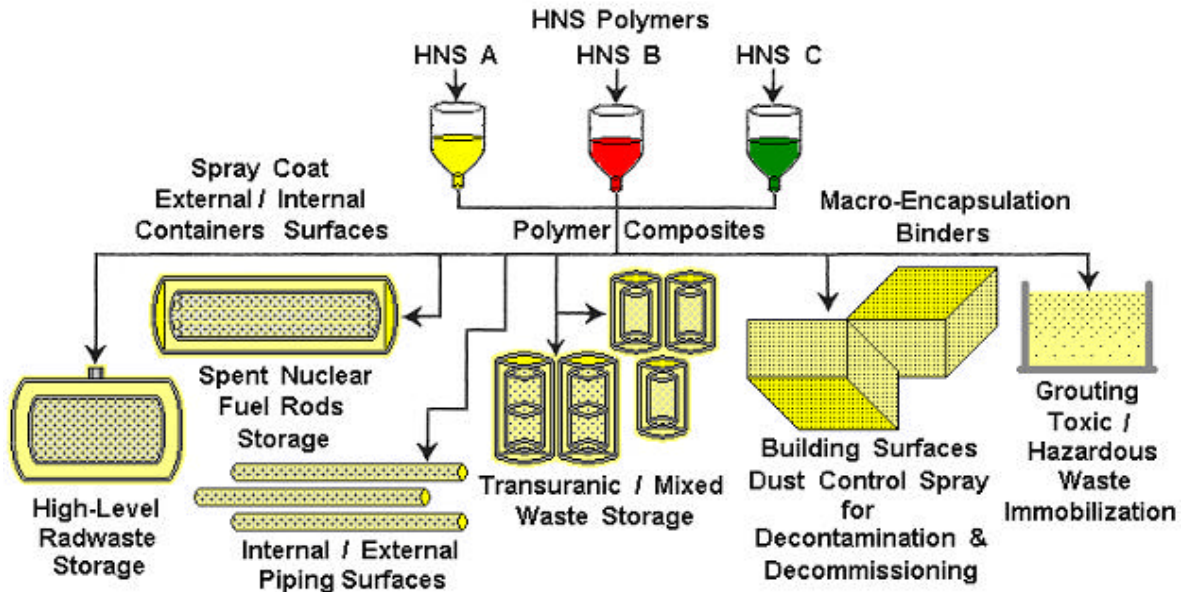 HNS Polymers
HNS A
HNS B
HNS C
Spray Coat
External / Internal
Containers Surfaces
Polymer Composites
Macro-Encapsulation
Binders
Spent Nuclear
Fuel Rods
Storage
High-Level
Radwaste
Storage
Internal / External
Piping Surfaces
Transuranic / Mixed
Waste Storage
Building Surfaces
Dust Control Spray
for
Decontamination &
Decommissioning
Grouting
Toxic /
Hazardous
Waste
Immobilization